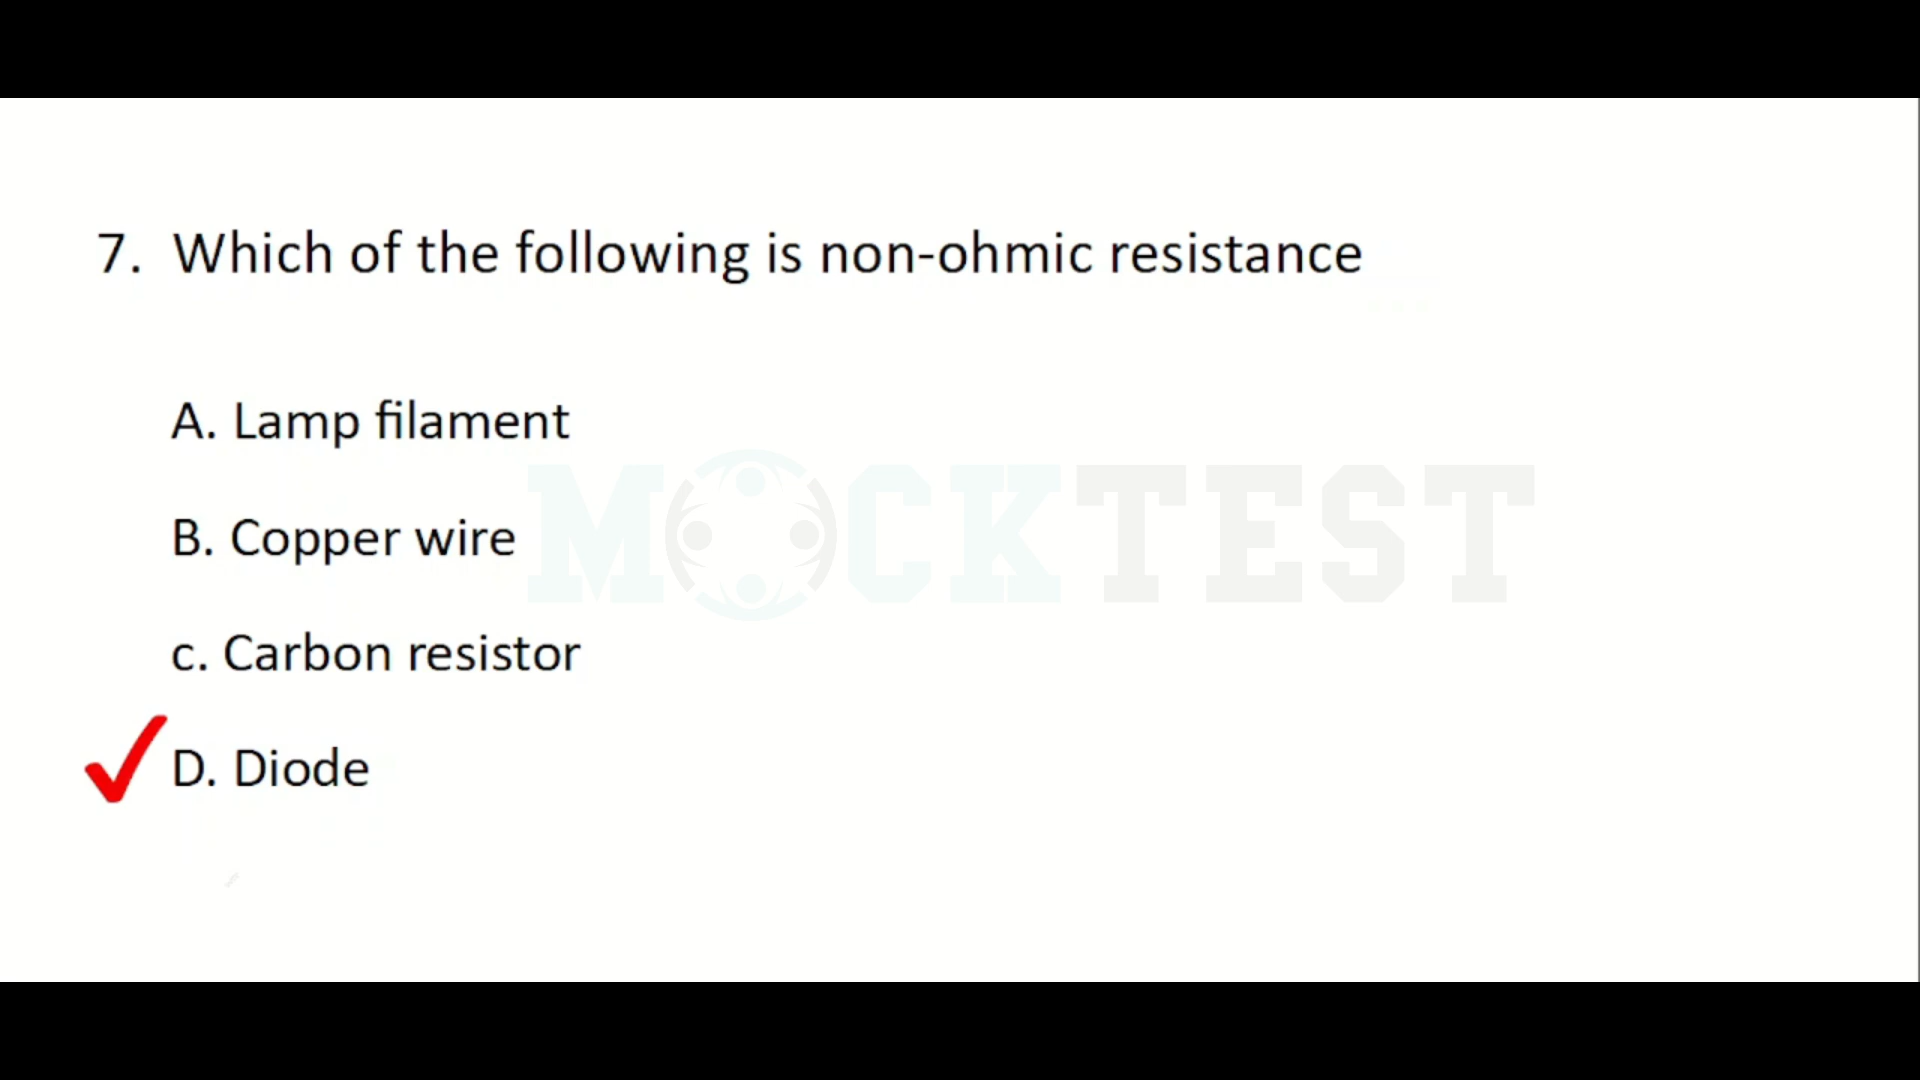 7. Which of the following is non-ohmic resistance
A. Lamp filament
MOCKTEST
B. Copper wire
c. Carbon resistor
D. Diode